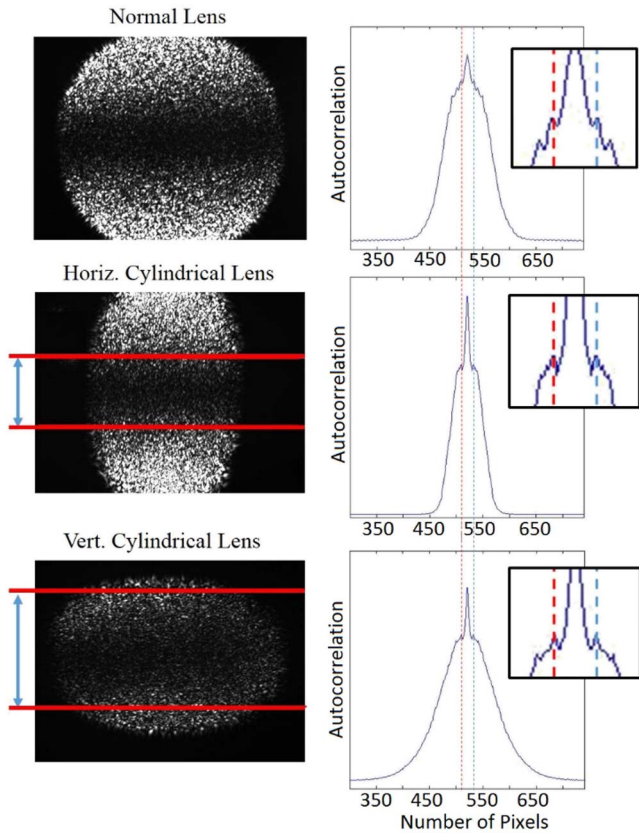 Normal Lens
Autocorrelation
350 450 550 650
Horiz. Cylindrical Lens
Autocorrelation
350 450 550 650
Vert. Cylindrical Lens
Autocorrelation
350 450 550 650
Number of Pixels